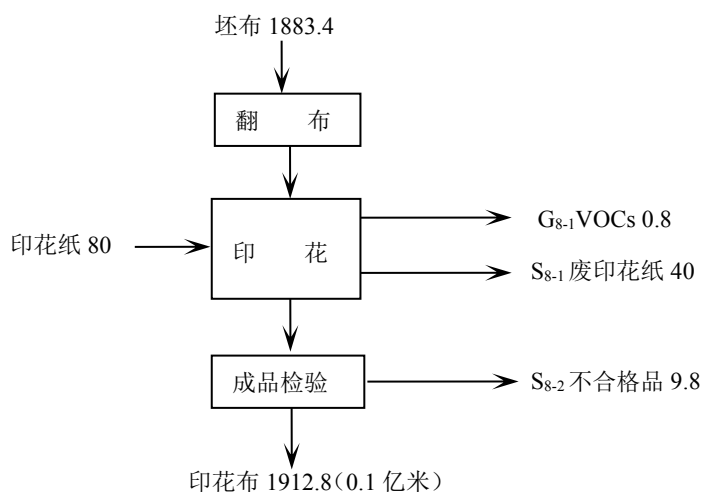 坯布 1883.4
翻 布
G8-1VOCs 0.8
印花纸 80
印 花
S8-1 废印花纸 40
成品检验
S8-2 不合格品 9.8
印花布 1912.8（0.1 亿米）